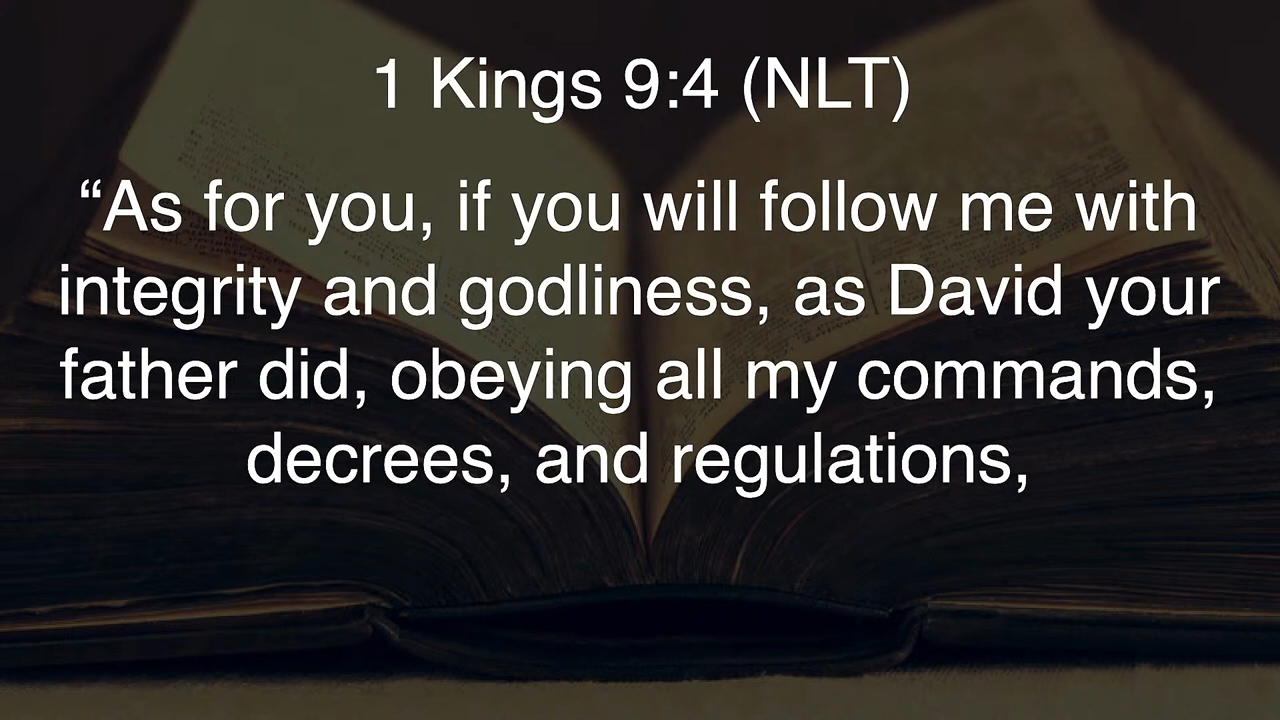 1 Kings 9:4 (NLT)
“As for you, if you will follow me with
integrity and godliness, as David your
father did, obeying all my commands,
decrees, and regulations,